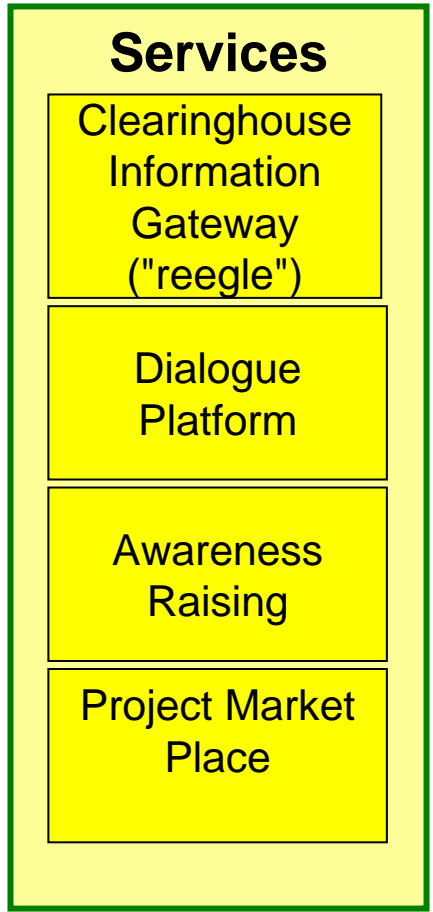 Services
Clearinghouse
Information
Gateway
("reegle")
Dialogue
Platform
Awareness
Raising
Project Market
Place